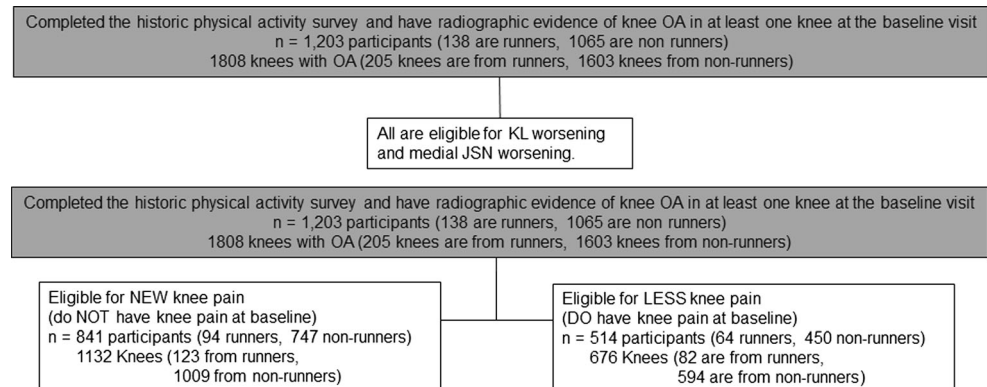 Completed the historic physical activity survey and have radiographic evidence of knee OA in at least one knee at the baseline visit
n = 1,203 participants (138 are runners, 1065 are non runners)
1808 knees with OA (205 knees are from runners, 1603 knees from non-runners)
All are eligible for KL worsening
and medial JSN worsening.
Completed the historic physical activity survey and have radiographic evidence of knee OA in at least one knee at the baseline visit
n = 1,203 participants (138 are runners, 1065 are non runners)
1808 knees with OA (205 knees are from runners, 1603 knees from non-runners)
Eligible for NEW knee pain
(do NOT have knee pain at baseline)
n = 841 participants (94 runners, 747 non-runners)
1132 Knees (123 from runners,
1009 from non-runners)
Eligible for LESS knee pain
(DO have knee pain at baseline)
n = 514 participants (64 runners, 450 non-runners)
676 Knees (82 are from runners,
594 are from non-runners)